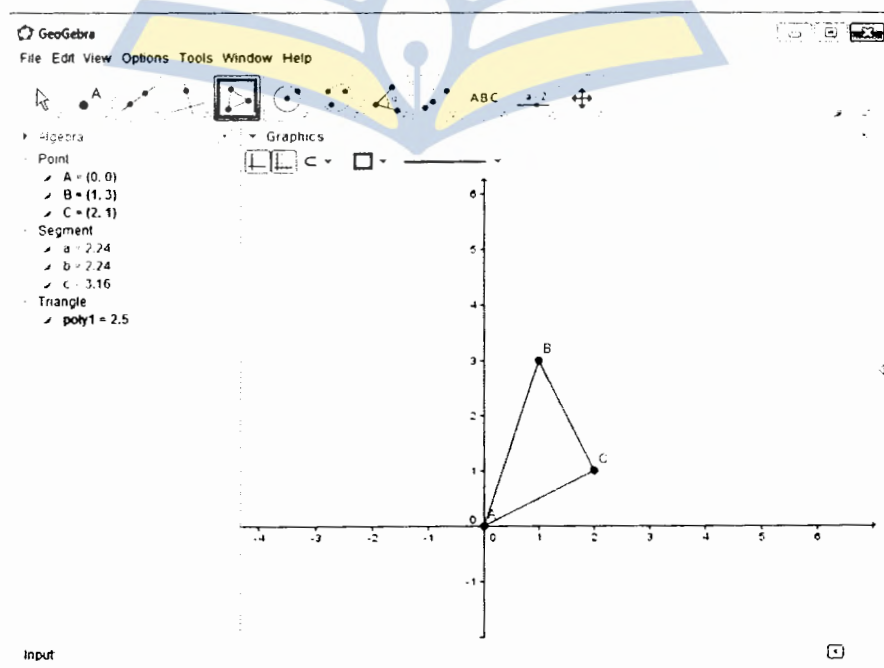 GeoGebra
File Edit View Options Tools Window Help
A
ABC
a=2
Algebra
Graphics
Point
A = (0, 0)
B = (1, 3)
C = (2, 1)
Segment
a = 2.24
b = 2.24
c = 3.16
Triangle
poly1 = 2.5
6
5
4
3
2
1
0
-1
-4 -3 -2 -1 0 1 2 3 4 5 6
B
C
A
Input